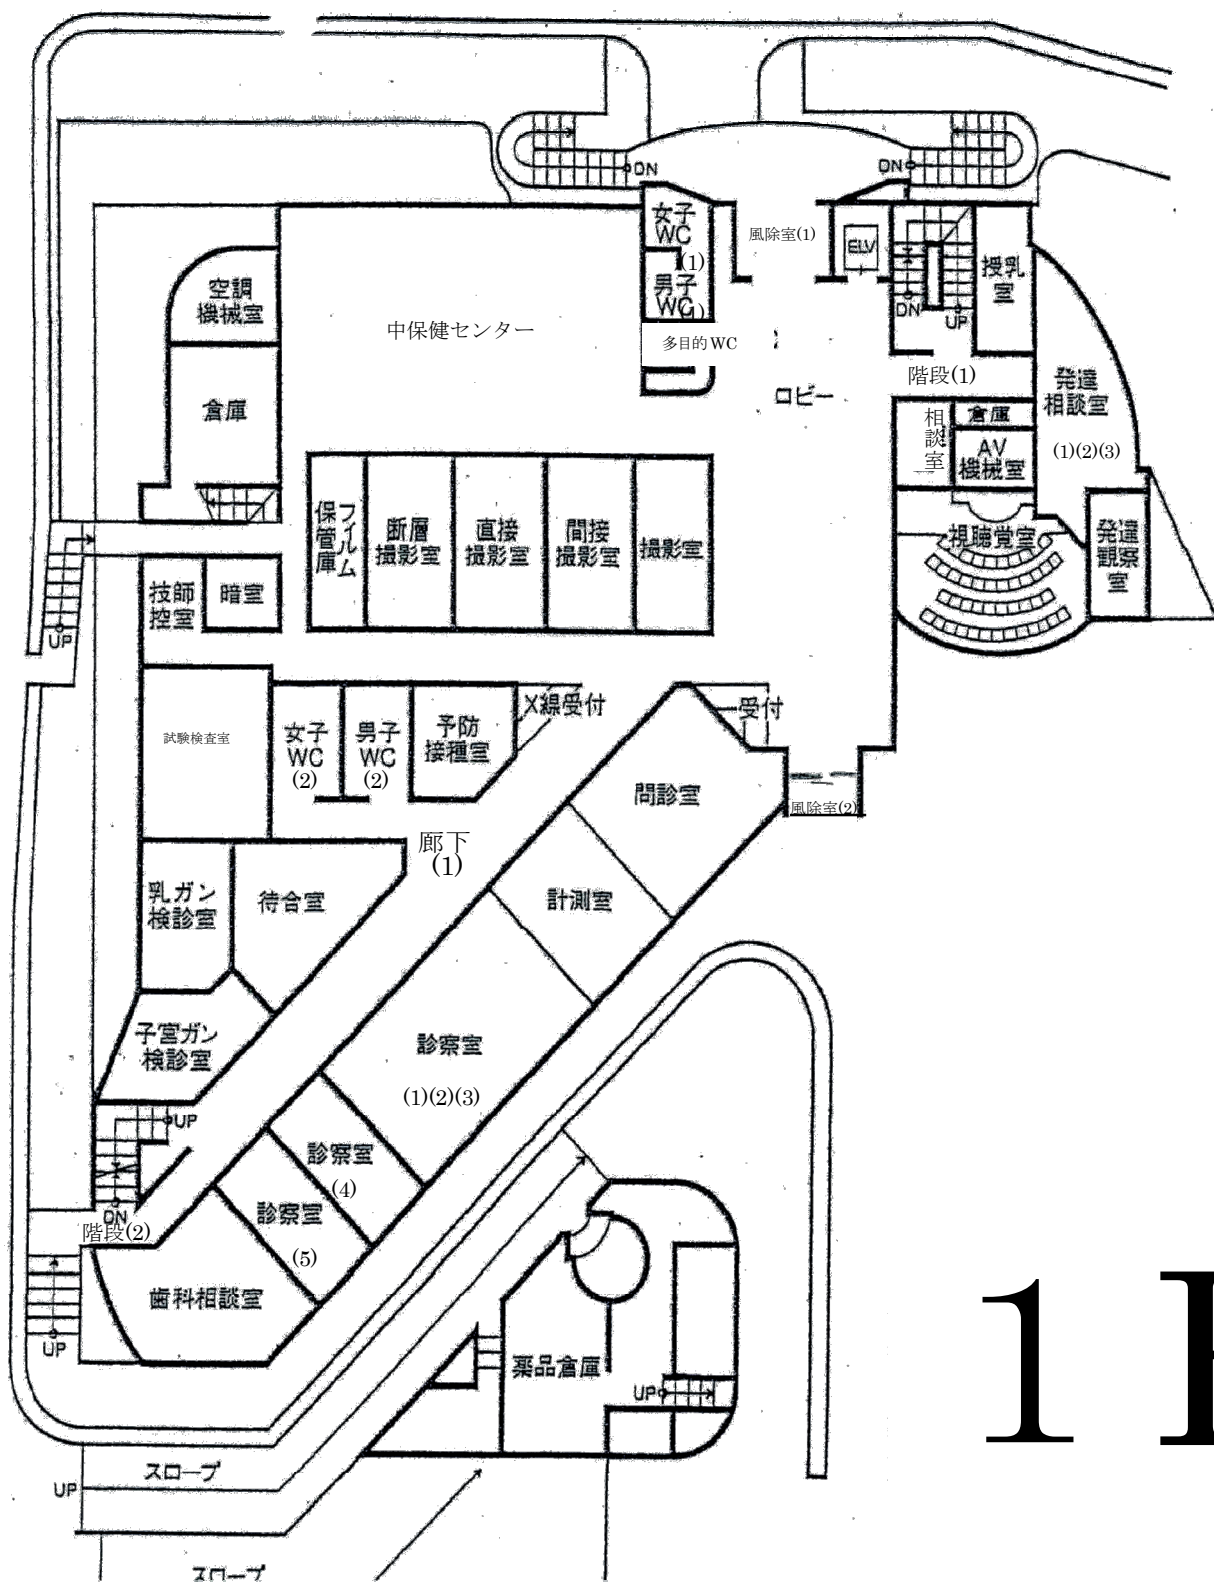 DN
DN
女子
WC
(1)
男子
WC
(1)
風除室(1)
ELV
DN
UP
授乳
室
空調
機械室
中保健センター
多目的WC
ロビー
階段(1)
発達
相談室
(1)(2)(3)
倉庫
相談室
倉庫
AV
機械室
フイルム
保管庫
断層
撮影室
直接
撮影室
間接
撮影室
撮影室
視聴覚室
発達
観察
室
技師
控室
暗室
UP
試験検査室
女子
WC
(2)
男子
WC
(2)
予防
接種室
X線受付
受付
問診室
風除室(2)
廊下
(1)
乳ガン
検診室
待合室
計測室
子宮ガン
検診室
診察室
(1)(2)(3)
UP
診察室
(4)
DN
階段(2)
診察室
(5)
歯科相談室
UP
薬品倉庫
UP
スロープ
UP
スロープ
1